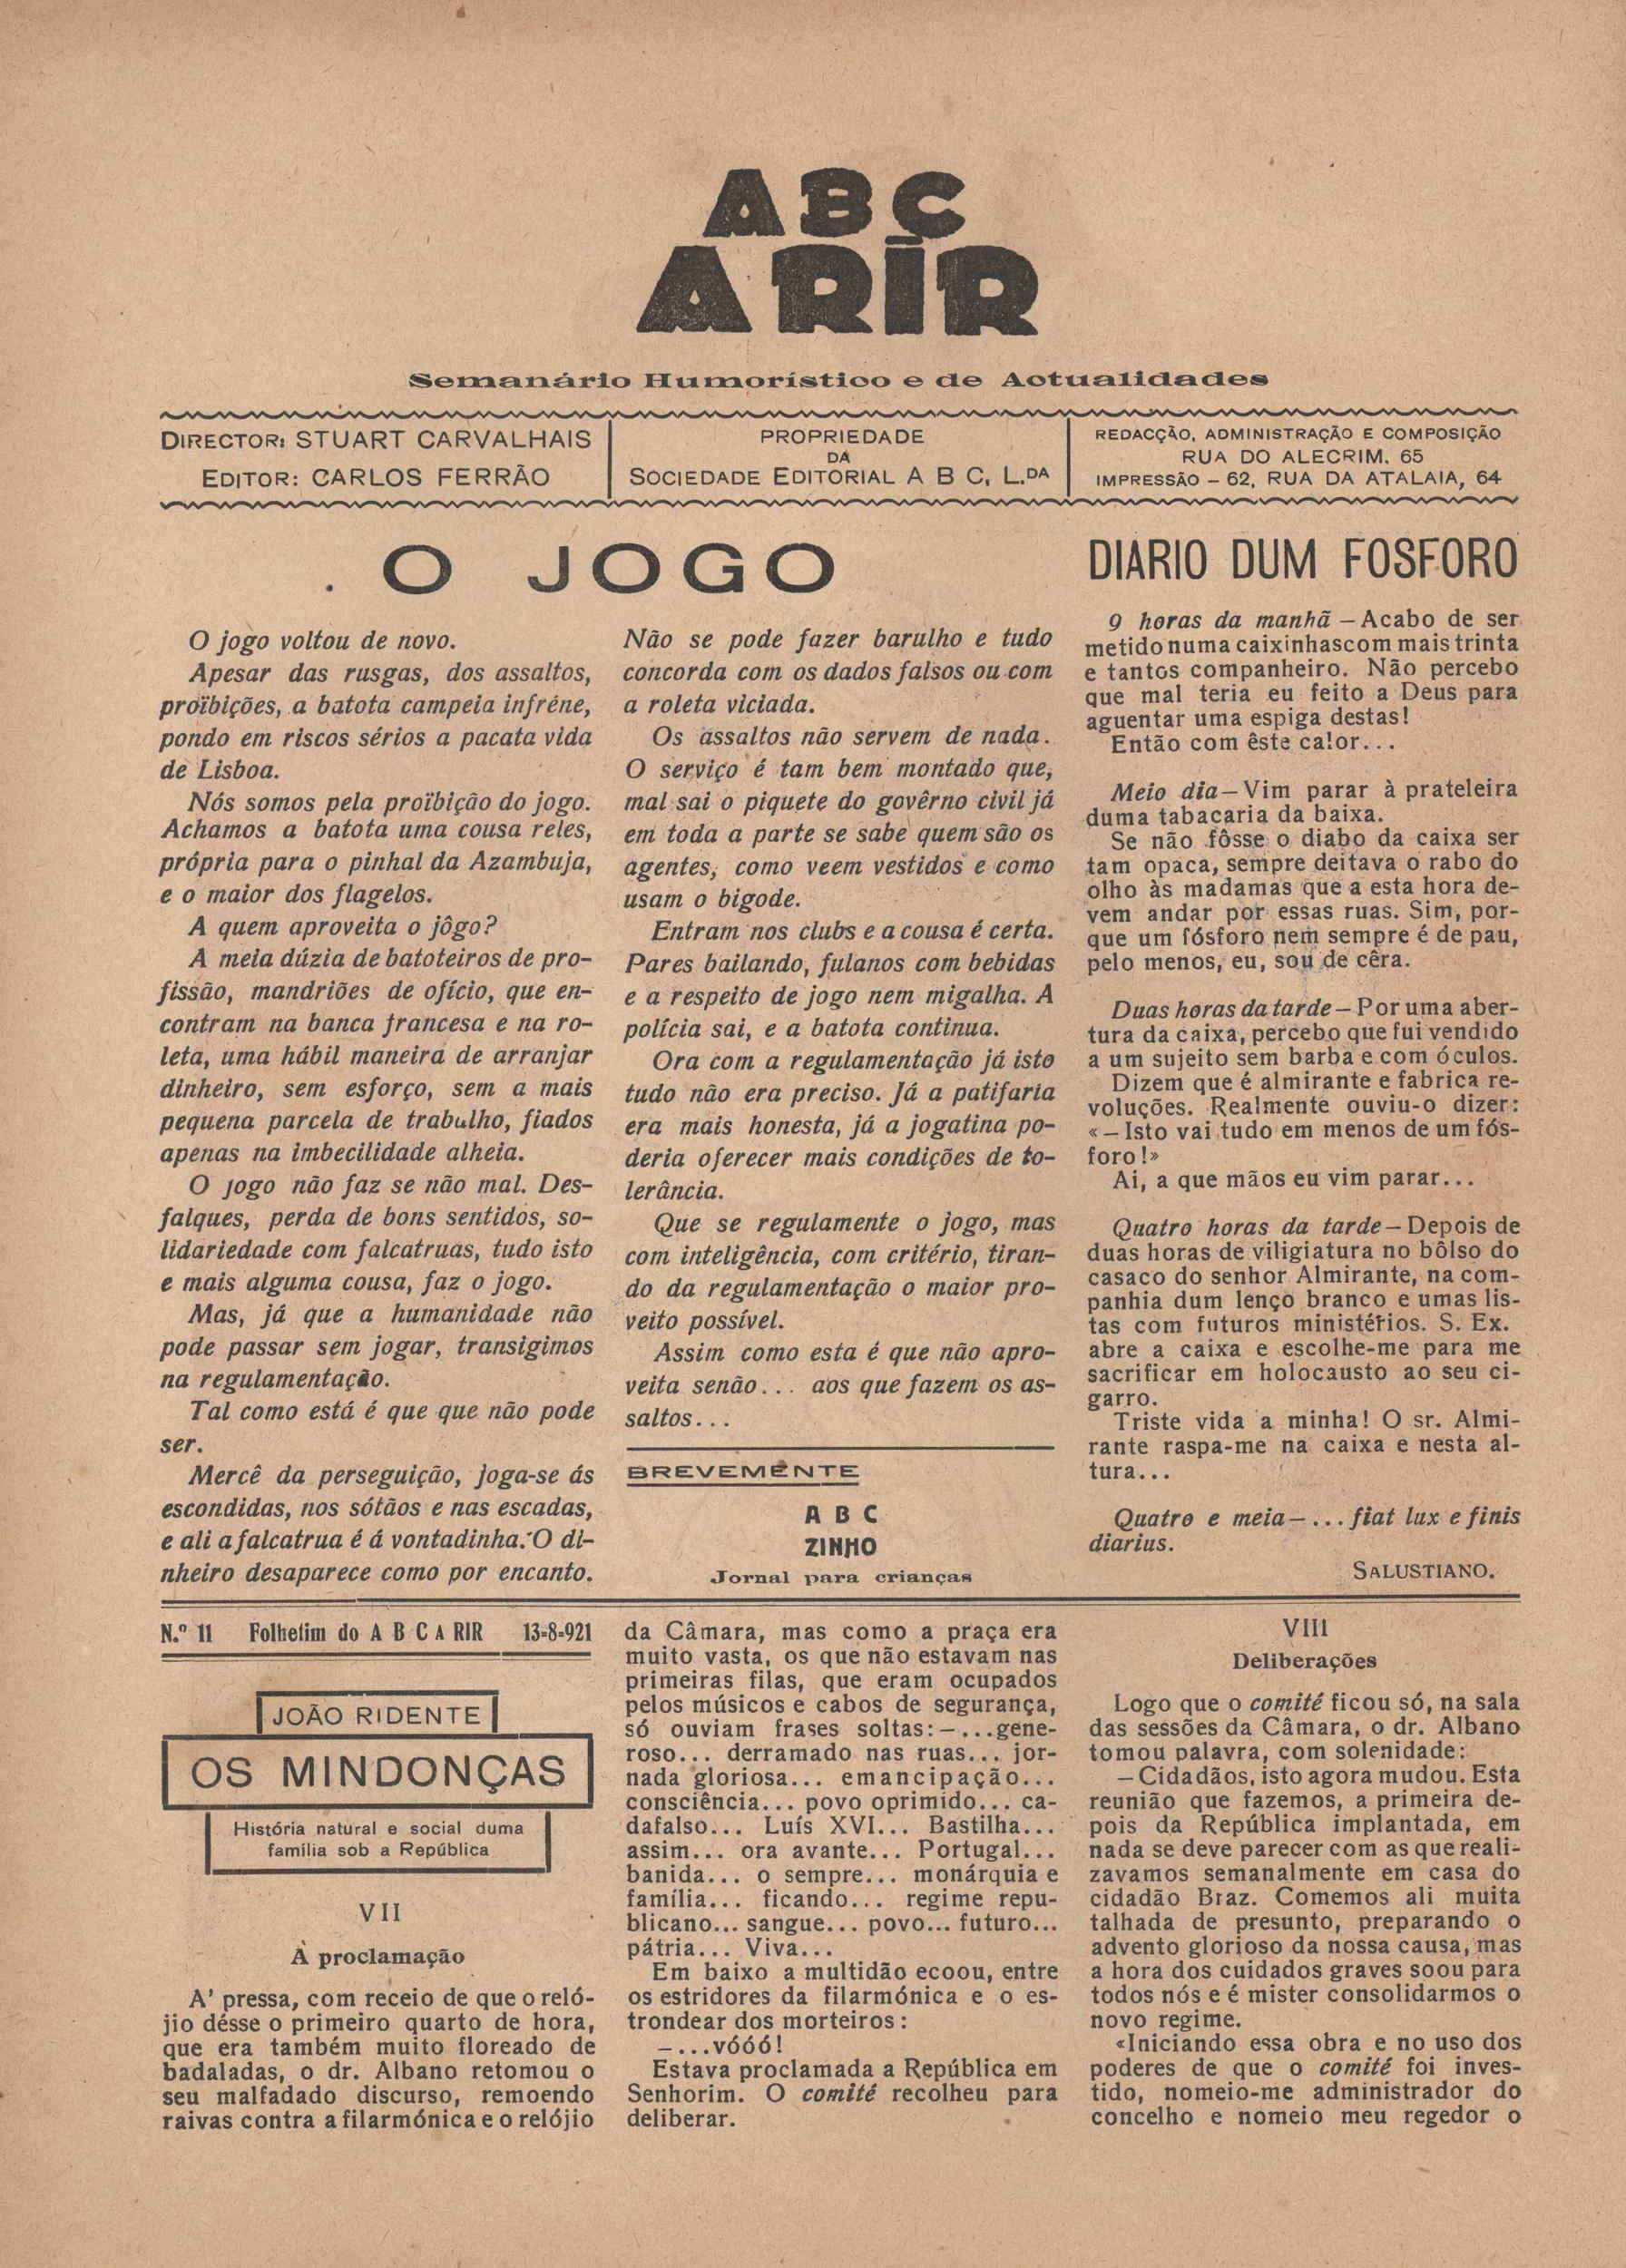 ABC
A RIR
Semanário Humorístico e de Actualidades
DIRECTOR: STUART CARVALHAIS
EDITOR: CARLOS FERRÃO
PROPRIEDADE
DA
SOCIEDADE EDITORIAL A B C, L.DA
REDACÇÃO, ADMINISTRAÇÃO E COMPOSIÇÃO
RUA DO ALECRIM, 65
IMPRESSÃO – 62, RUA DA ATALAIA, 64
O JOGO
O jogo voltou de novo.
Apesar das rusgas, dos assaltos,
proïbições, a batota campeia infréne,
pondo em riscos sérios a pacata vida
de Lisboa.
Nós somos pela proïbição do jogo.
Achamos a batota uma cousa reles,
própria para o pinhal da Azambuja,
e o maior dos flagelos.
A quem aproveita o jôgo?
A meia dúzia de batoteiros de pro-
fissão, mandriões de ofício, que en-
contram na banca francesa e na ro-
leta, uma hábil maneira de arranjar
dinheiro, sem esforço, sem a mais
pequena parcela de trabulho, fiados
apenas na imbecilidade alheia.
O jogo não faz se não mal. Des-
falques, perda de bons sentidos, so-
lidariedade com falcatruas, tudo isto
e mais alguma cousa, faz o jogo.
Mas, já que a humanidade não
pode passar sem jogar, transigimos
na regulamentação.
Tal como está é que que não pode
ser.
Mercê da perseguição, joga-se ás
escondidas, nos sótãos e nas escadas,
e ali a falcatrua é á vontadinha. O di-
nheiro desaparece como por encanto.
Não se pode fazer barulho e tudo
concorda com os dados falsos ou com
a roleta viciada.
Os assaltos não servem de nada.
O serviço é tam bem montado que,
mal sai o piquete do govêrno civil já
em toda a parte se sabe quem são os
agentes, como veem vestidos e como
usam o bigode.
Entram nos clubs e a cousa é certa.
Pares bailando, fulanos com bebidas
e a respeito de jogo nem migalha. A
polícia sai, e a batota continua.
Ora com a regulamentação já isto
tudo não era preciso. Já a patifaria
era mais honesta, já a jogatina po-
deria oferecer mais condições de to-
lerância.
Que se regulamente o jogo, mas
com inteligência, com critério, tiran-
do da regulamentação o maior pro-
veito possível.
Assim como esta é que não apro-
veita senão... aos que fazem os as-
saltos...
BREVEMENTE
A B C
ZINHO
Jornal para crianças
DIARIO DUM FOSFORO
9 horas da manhã – Acabo de ser
metido numa caixinhascom mais trinta
e tantos companheiro. Não percebo
que mal teria eu feito a Deus para
aguentar uma espiga destas!
Então com êste calor...
Meio dia – Vim parar à prateleira
duma tabacaria da baixa.
Se não fôsse o diabo da caixa ser
tam opaca, sempre deitava o rabo do
olho às madamas que a esta hora de-
vem andar por essas ruas. Sim, por-
que um fósforo nem sempre é de pau,
pelo menos, eu, sou de cêra.
Duas horas da tarde – Por uma aber-
tura da caixa, percebo que fui vendido
a um sujeito sem barba e com óculos.
Dizem que é almirante e fabrica re-
voluções. Realmente ouviu-o dizer:
«– Isto vai tudo em menos de um fós-
foro!»
Ai, a que mãos eu vim parar...
Quatro horas da tarde – Depois de
duas horas de viligiatura no bôlso do
casaco do senhor Almirante, na com-
panhia dum lenço branco e umas lis-
tas com futuros ministérios. S. Ex.
abre a caixa e escolhe-me para me
sacrificar em holocausto ao seu ci-
garro.
Triste vida a minha! O sr. Almi-
rante raspa-me na caixa e nesta al-
tura...
Quatro e meia – ... fiat lux e finis
diarius.
SALUSTIANO.
N.º 11 Folhetim do A B C A RIR 13-8-921
JOÃO RIDENTE
OS MINDONÇAS
História natural e social duma
família sob a República
VII
À proclamação
A' pressa, com receio de que o reló-
jio désse o primeiro quarto de hora,
que era também muito floreado de
badaladas, o dr. Albano retomou o
seu malfadado discurso, remoendo
raivas contra a filarmónica e o relójio
da Câmara, mas como a praça era
muito vasta, os que não estavam nas
primeiras filas, que eram ocupados
pelos músicos e cabos de segurança,
só ouviam frases soltas: – ...gene-
roso... derramado nas ruas... jor-
nada gloriosa... emancipação...
consciência... povo oprimido... ca-
dafalso... Luís XVI... Bastilha...
assim... ora avante... Portugal...
banida... o sempre... monárquia e
família... ficando... regime repu-
blicano... sangue... povo... futuro...
pátria... Viva...
Em baixo a multidão ecoou, entre
os estridores da filarmónica e o es-
trondear dos morteiros:
– ...vóóó!
Estava proclamada a República em
Senhorim. O comité recolheu para
deliberar.
VIII
Deliberações
Logo que o comité ficou só, na sala
das sessões da Câmara, o dr. Albano
tomou palavra, com solenidade:
– Cidadãos, isto agora mudou. Esta
reunião que fazemos, a primeira de-
pois da República implantada, em
nada se deve parecer com as que reali-
zavamos semanalmente em casa do
cidadão Braz. Comemos ali muita
talhada de presunto, preparando o
advento glorioso da nossa causa, mas
a hora dos cuidados graves soou para
todos nós e é mister consolidarmos o
novo regime.
«Iniciando essa obra e no uso dos
poderes de que o comité foi inves-
tido, nomeio-me administrador do
concelho e nomeio meu regedor o